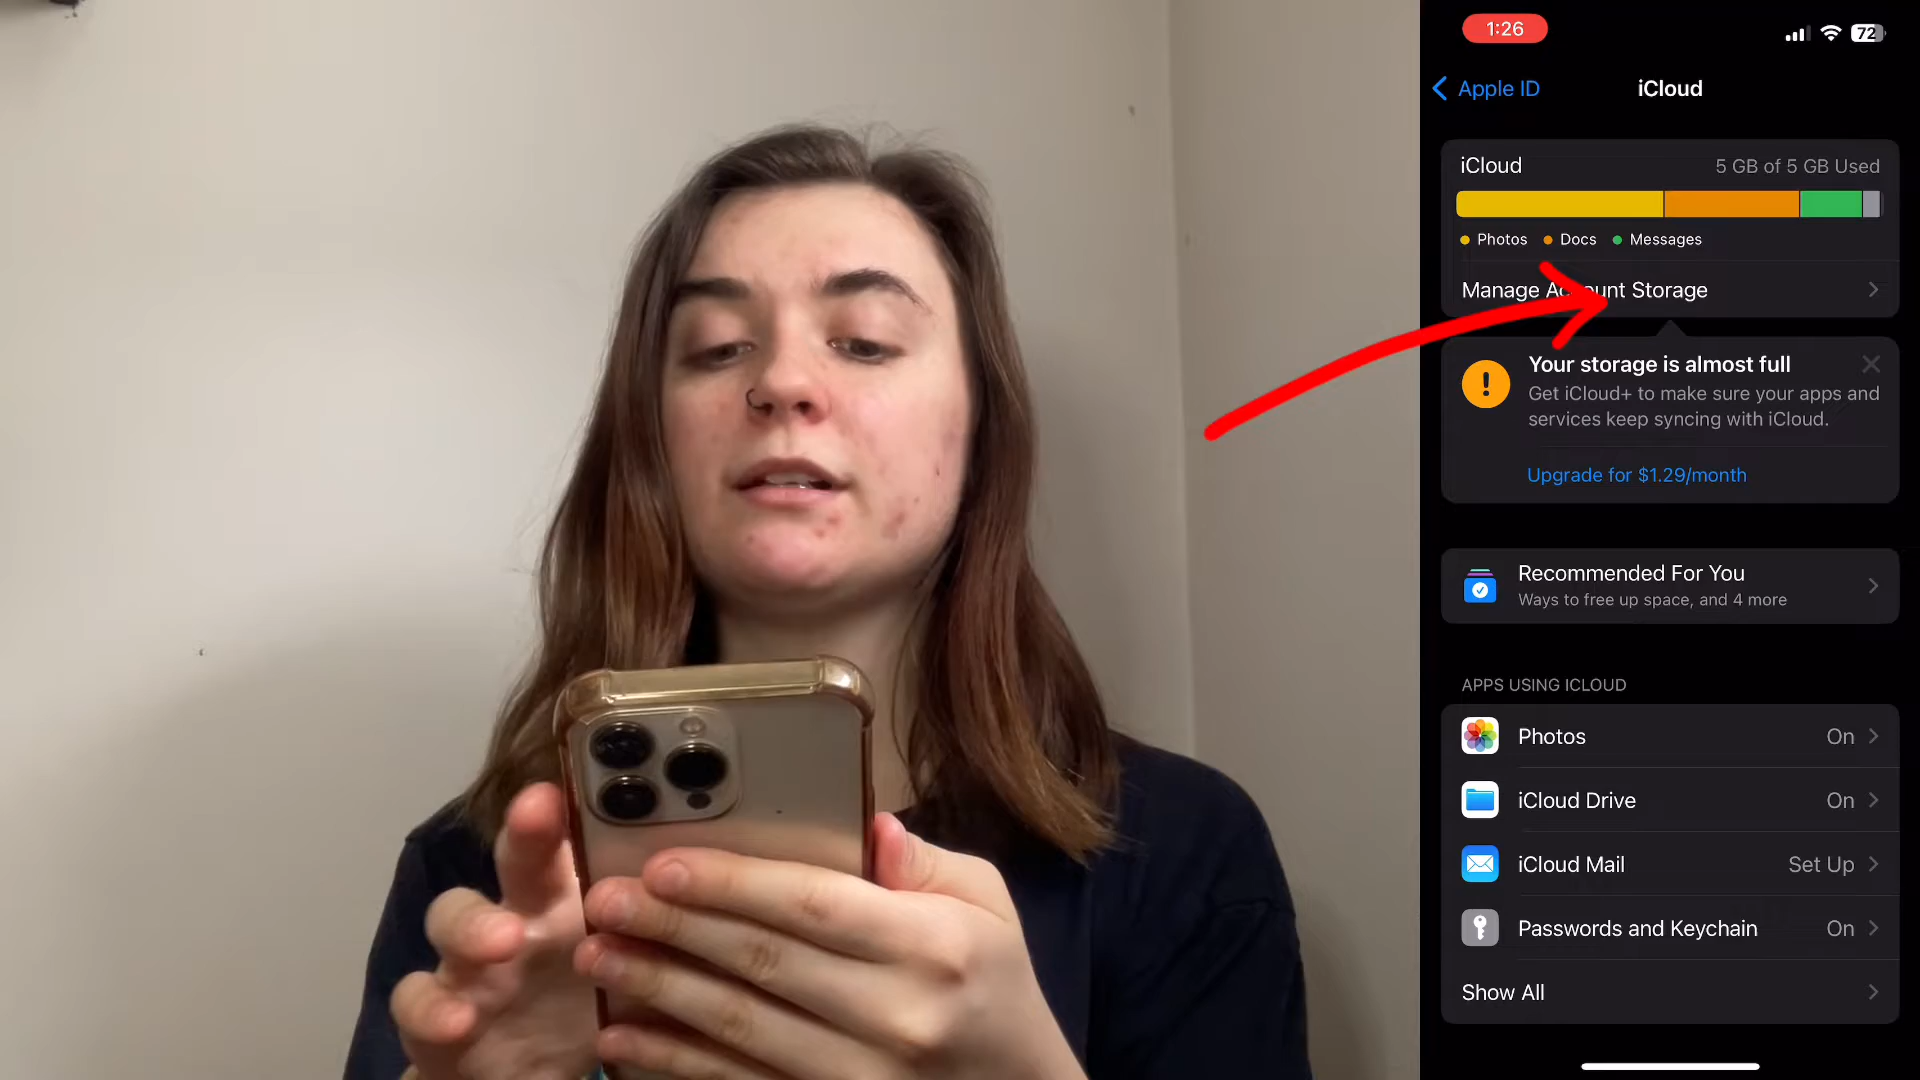 1:26
72
Apple ID
iCloud
iCloud
5 GB of 5 GB Used
Photos
Docs
Messages
Manage Account Storage
Your storage is almost full
Get iCloud+ to make sure your apps and
services keep syncing with iCloud.
Upgrade for $1.29/month
Recommended For You
Ways to free up space, and 4 more
APPS USING ICLOUD
Photos
On
iCloud Drive
On
iCloud Mail
Set Up
Passwords and Keychain
On
Show All